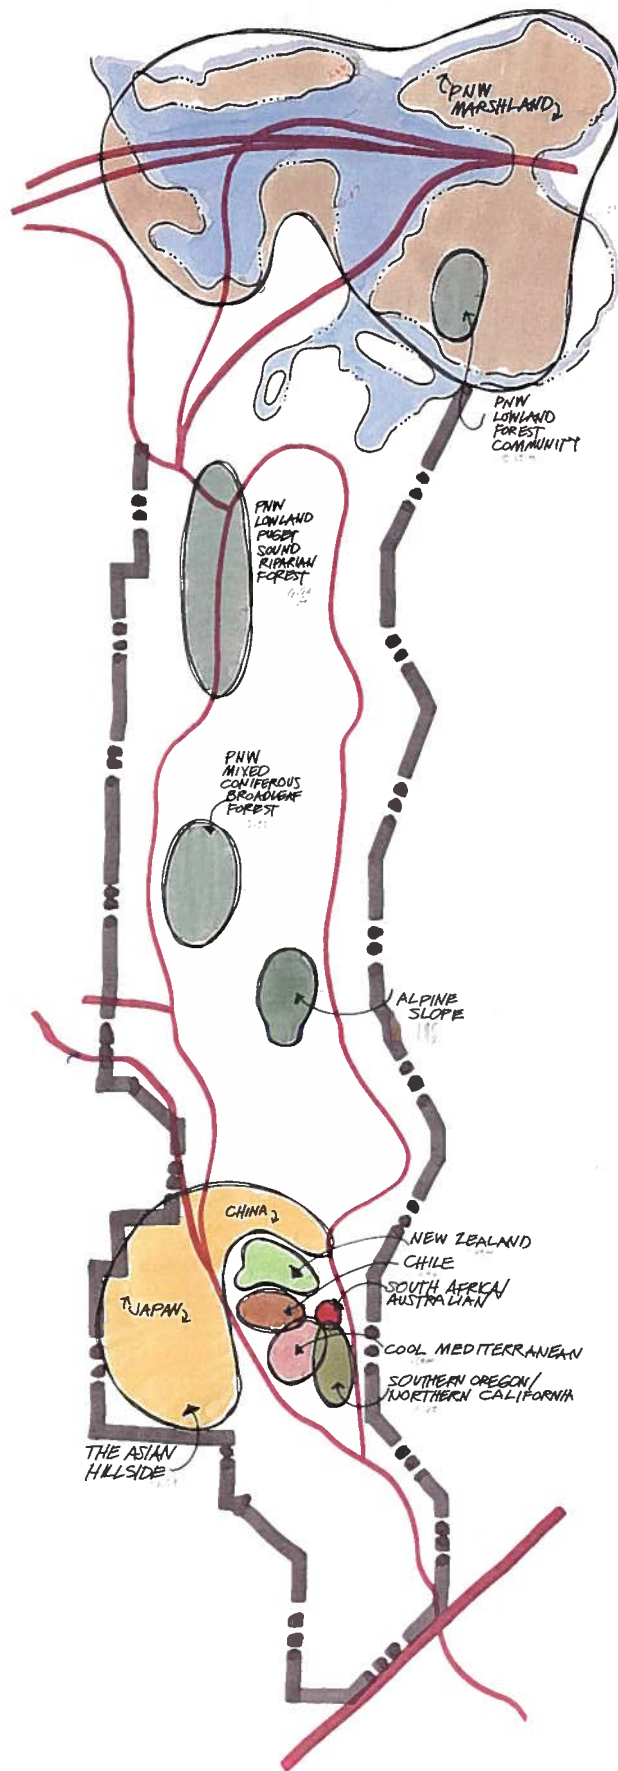 PNW
MARSHLAND
PNW
LOWLAND
FOREST
COMMUNITY
PNW
LOWLAND
PUGET
SOUND
RIPARIAN
FOREST
PNW
MIXED
CONIFEROUS
BROADLEAF
FOREST
ALPINE
SLOPE
CHINA
NEW ZEALAND
CHILE
SOUTH AFRICA/
AUSTRALIAN
JAPAN
COOL MEDITERRANEAN
SOUTHERN OREGON/
NORTHERN CALIFORNIA
THE ASIAN
HILLSIDE